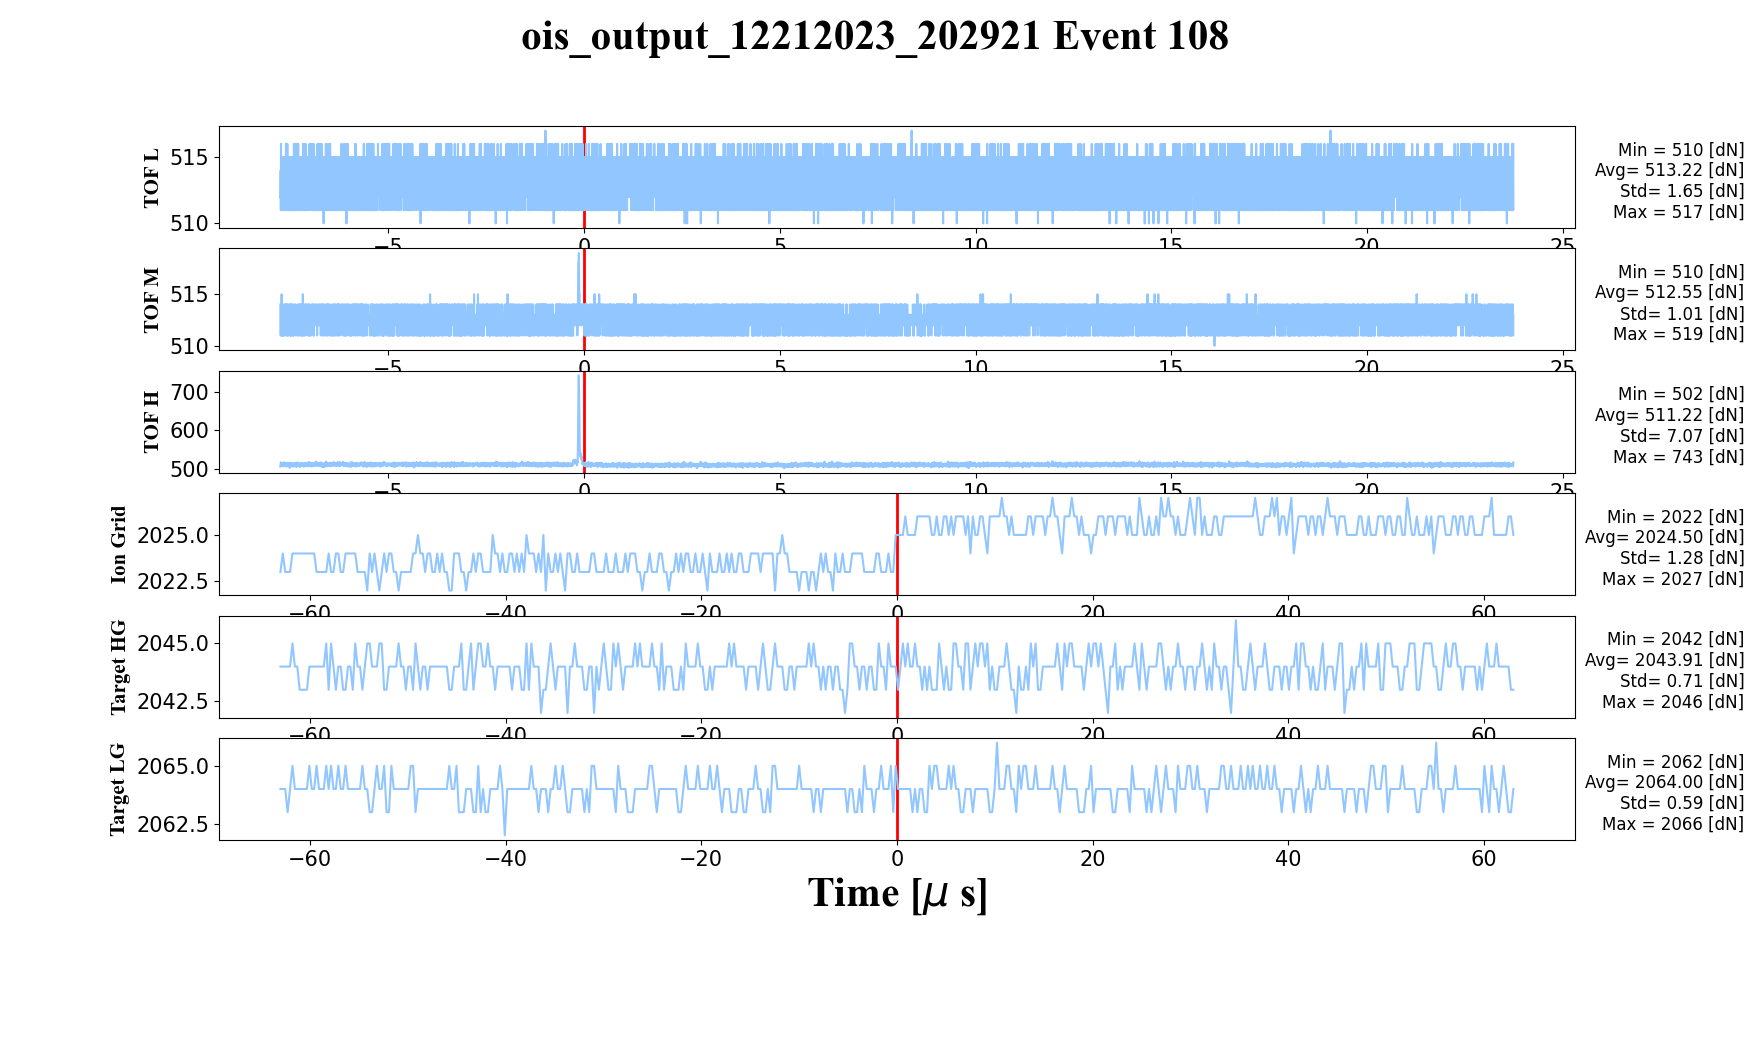 ois_output_12212023_202921 Event 108
TOF L
515
510
−5
0
5
10
15
20
25
Min = 510 [dN]
Avg= 513.22 [dN]
Std= 1.65 [dN]
Max = 517 [dN]
TOF M
515
510
−5
0
5
10
15
20
25
Min = 510 [dN]
Avg= 512.55 [dN]
Std= 1.01 [dN]
Max = 519 [dN]
TOF H
700
600
500
−5
0
5
10
15
20
25
Min = 502 [dN]
Avg= 511.22 [dN]
Std= 7.07 [dN]
Max = 743 [dN]
Ion Grid
2025.0
2022.5
−60
−40
−20
0
20
40
60
Min = 2022 [dN]
Avg= 2024.50 [dN]
Std= 1.28 [dN]
Max = 2027 [dN]
Target HG
2045.0
2042.5
−60
−40
−20
0
20
40
60
Min = 2042 [dN]
Avg= 2043.91 [dN]
Std= 0.71 [dN]
Max = 2046 [dN]
Target LG
2065.0
2062.5
−60
−40
−20
0
20
40
60
Min = 2062 [dN]
Avg= 2064.00 [dN]
Std= 0.59 [dN]
Max = 2066 [dN]
Time [μ s]